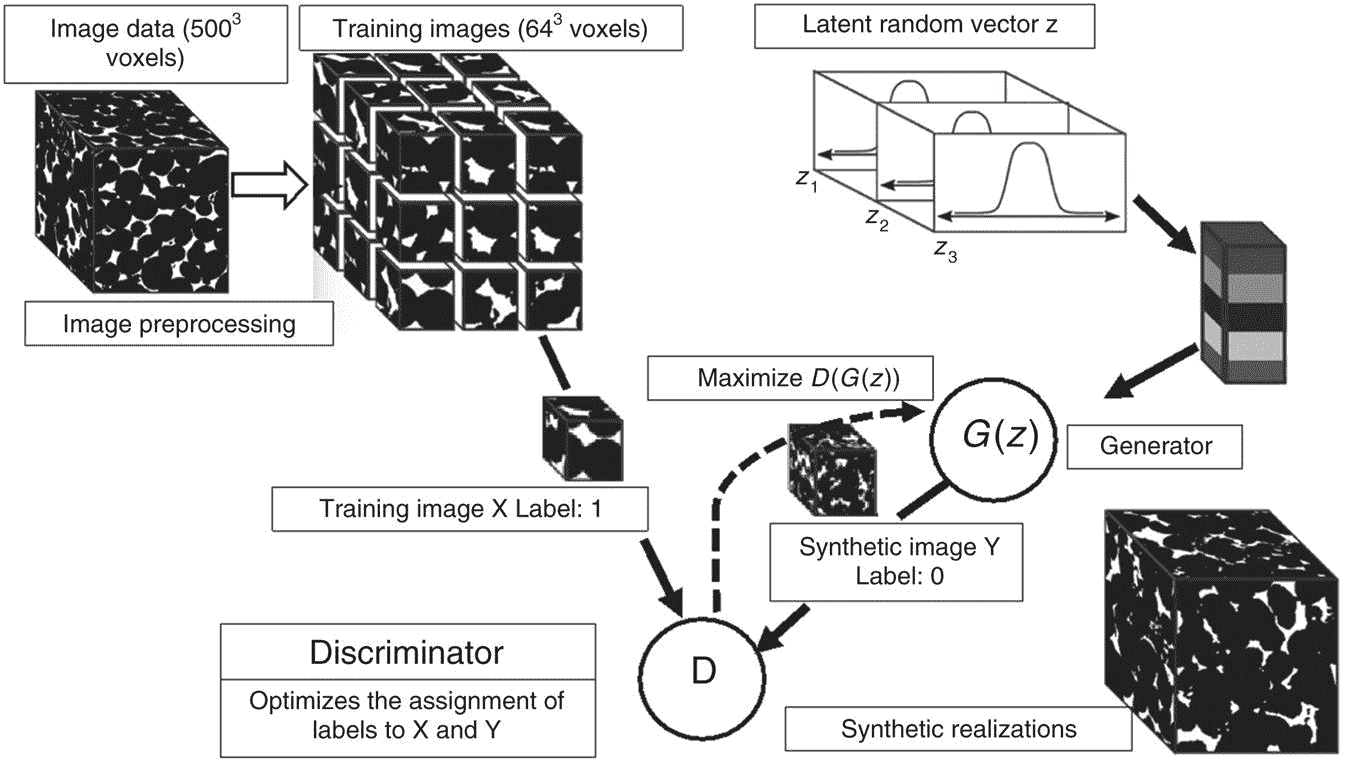 Image data (500³
voxels)
Training images (64³ voxels)
Latent random vector z
z₁
z₂
z₃
Image preprocessing
Maximize D(G(z))
G(z)
Generator
Training image X Label: 1
Synthetic image Y
Label: 0
Discriminator
Optimizes the assignment of
labels to X and Y
D
Synthetic realizations